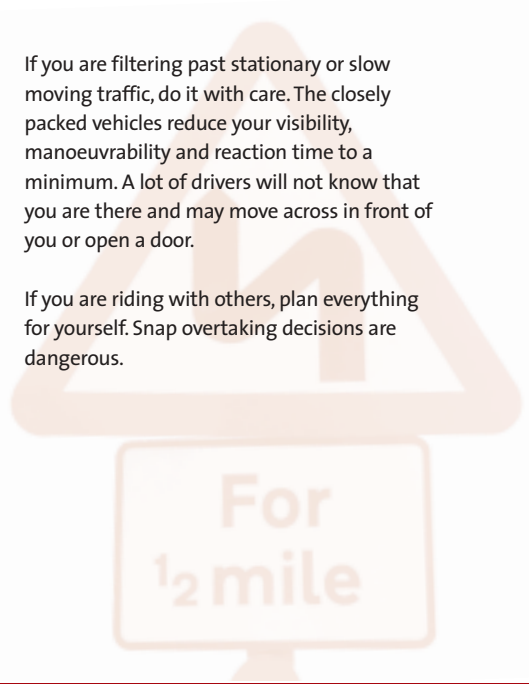 If you are filtering past stationary or slow
moving traffic, do it with care. The closely
packed vehicles reduce your visibility,
manoeuvrability and reaction time to a
minimum. A lot of drivers will not know that
you are there and may move across in front of
you or open a door.
If you are riding with others, plan everything
for yourself. Snap overtaking decisions are
dangerous.
For
½ mile